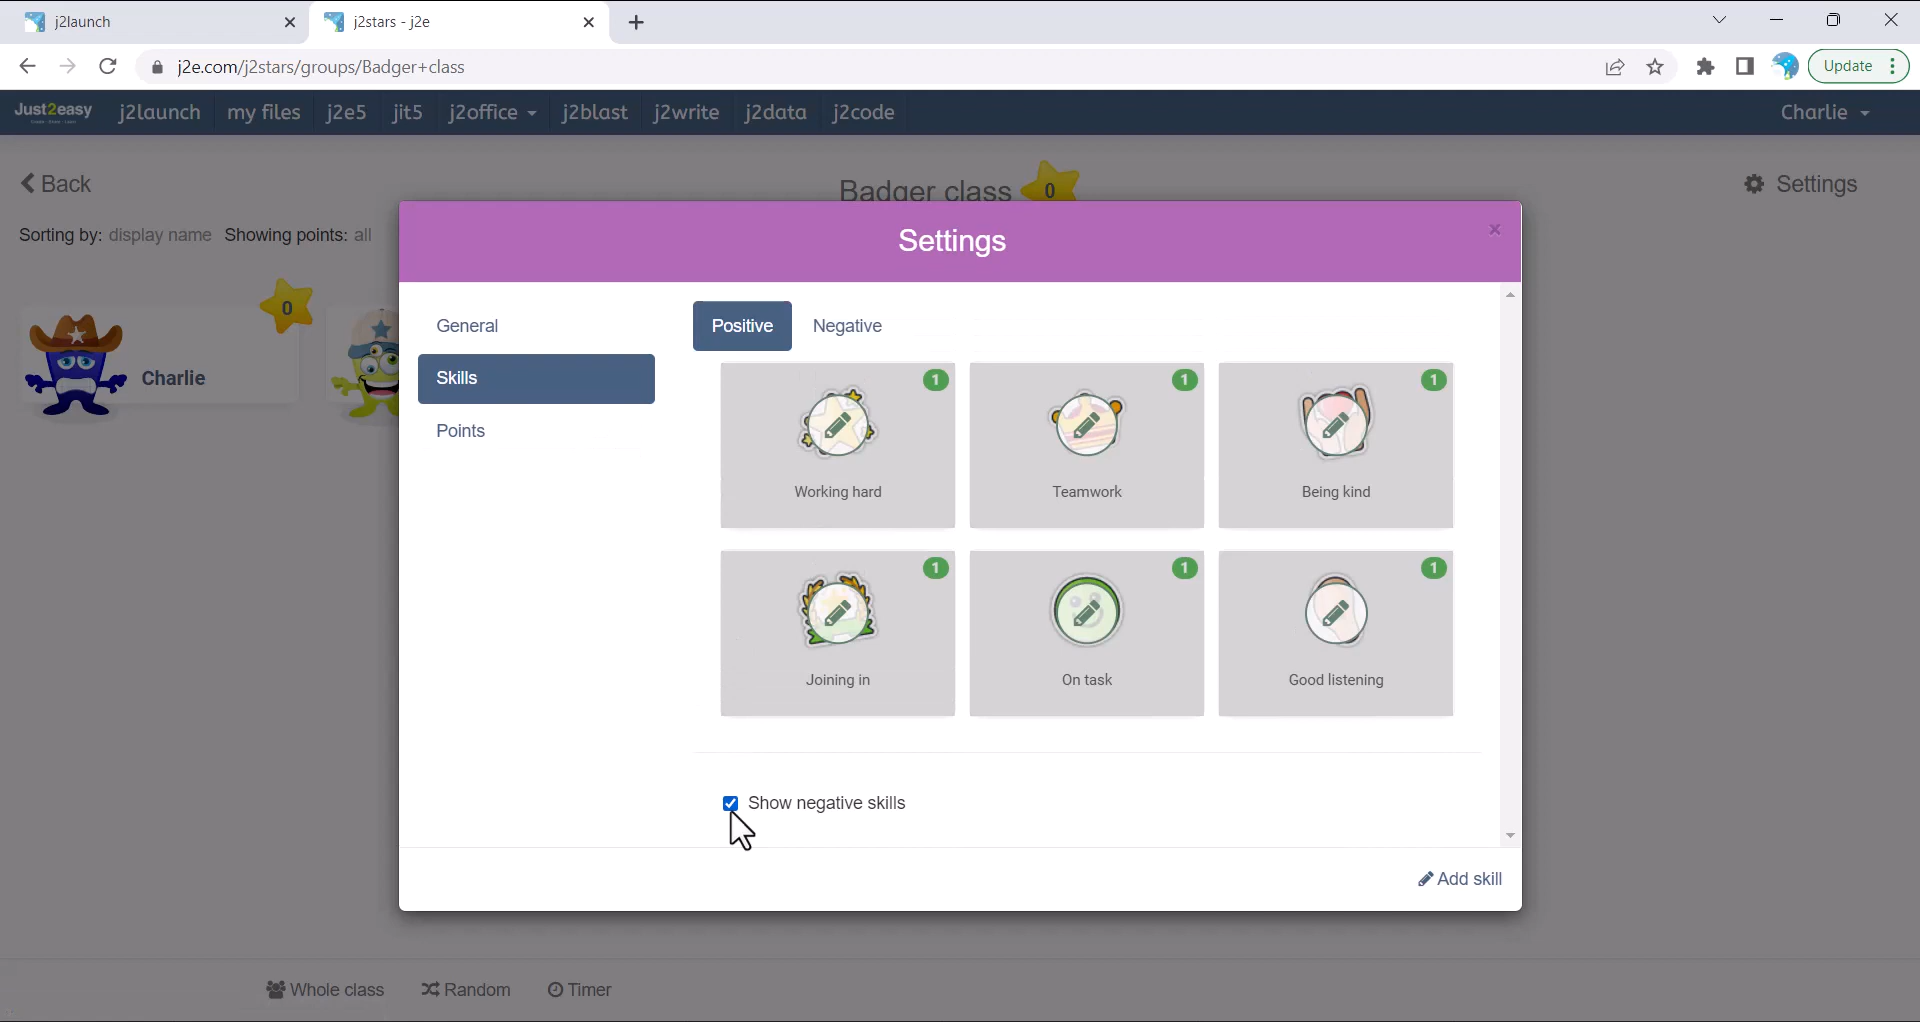 j2launch
j2stars - j2e
j2e.com/j2stars/groups/Badger+class
Update
Just2easy
j2launch my files j2e5 jit5 j2office j2blast j2write j2data j2code
Charlie
Back
Badger class
0
Settings
Sorting by: display name Showing points: all
0
Charlie
Settings
×
General
Skills
Points
Positive
Negative
1
Working hard
1
Teamwork
1
Being kind
1
Joining in
1
On task
1
Good listening
Show negative skills
Add skill
Whole class
Random
Timer